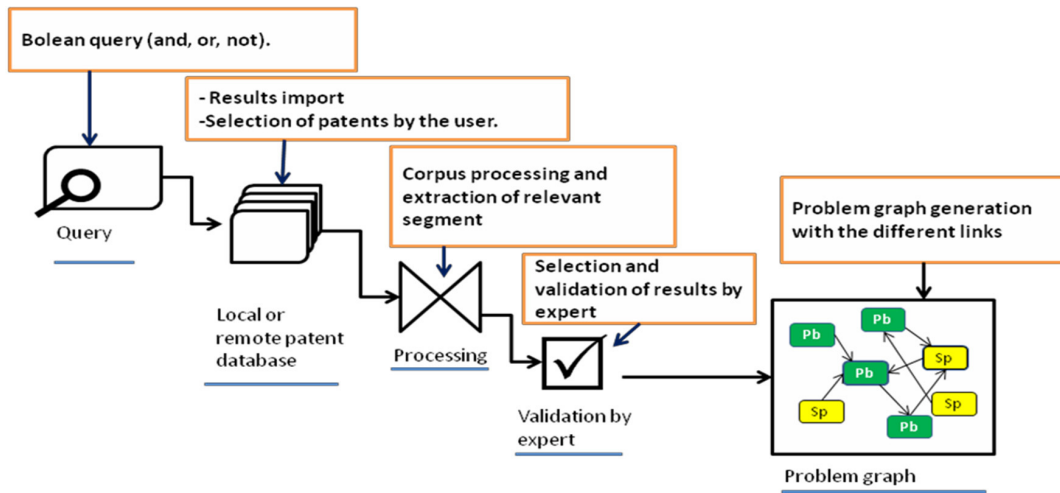 Bolean query (and, or, not).
- Results import
-Selection of patents by the user.
Corpus processing and
extraction of relevant
segment
Problem graph generation
with the different links
Query
Selection and
validation of results by
expert
Local or
remote patent
database
Processing
Validation by
expert
Pb
Pb
Sp
Pb
Sp
Sp
Pb
Problem graph